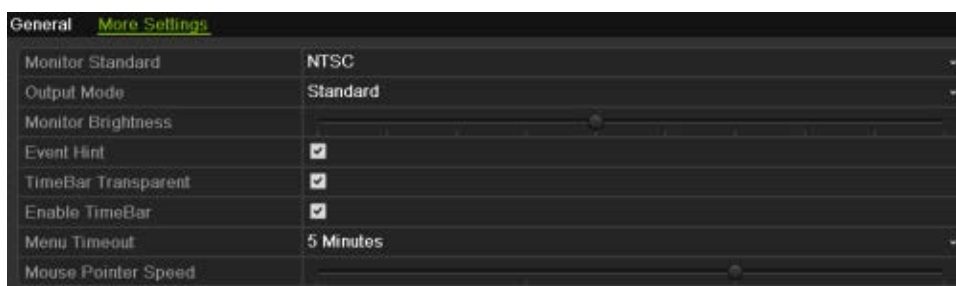 General More Settings
Monitor Standard NTSC
Output Mode Standard
Monitor Brightness
Event Hint
TimeBar Transparent
Enable TimeBar
Menu Timeout 5 Minutes
Mouse Pointer Speed